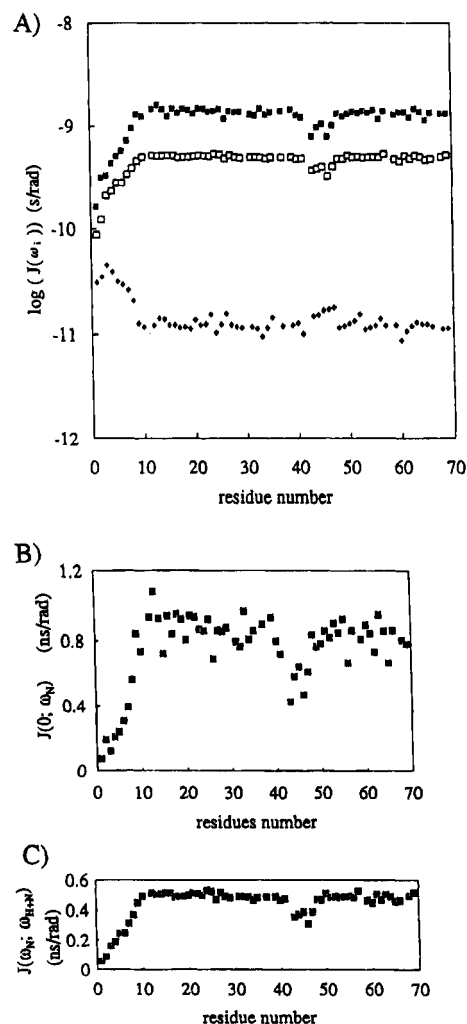 A)
-8
-9
-10
-11
-12
log (J(ωi)) (s/rad)
0 10 20 30 40 50 60 70
residue number
B)
1.2
0.8
0.4
0
J(0; ωN) (ns/rad)
0 10 20 30 40 50 60 70
residues number
C)
0.6
0.4
0.2
0
J(ωN; ωH+N)
(ns/rad)
0 10 20 30 40 50 60 70
residue number